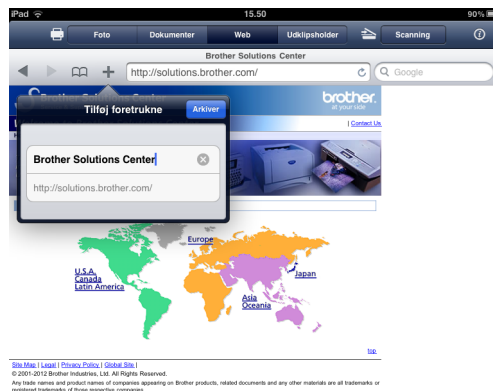 iPad 15.50 90%
Foto Dokumenter Web Udklipsholder Scanning
Brother Solutions Center
http://solutions.brother.com/ Google
Tilføj foretrukne Arkiver
brother
at your side
Contact Us
Brother Solutions Center
http://solutions.brother.com/
Europe
U.S.A.
Canada
Latin America
Japan
Asia
Oceania
top
Site Map | Legal | Privacy Policy | Global Site |
© 2001-2012 Brother Industries, Ltd. All Rights Reserved.
Any trade names and product names of companies appearing on Brother products, related documents and any other materials are all trademarks or
registered trademarks of those respective companies.